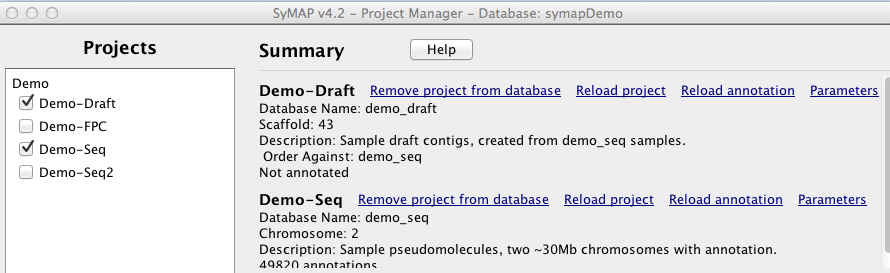 SyMAP v4.2 - Project Manager - Database: symapDemo
Projects
Demo
Demo-Draft
Demo-FPC
Demo-Seq
Demo-Seq2
Summary Help
Demo-Draft Remove project from database Reload project Reload annotation Parameters
Database Name: demo_draft
Scaffold: 43
Description: Sample draft contigs, created from demo_seq samples.
Order Against: demo_seq
Not annotated
Demo-Seq Remove project from database Reload project Reload annotation Parameters
Database Name: demo_seq
Chromosome: 2
Description: Sample pseudomolecules, two ~30Mb chromosomes with annotation.
49820 annotations